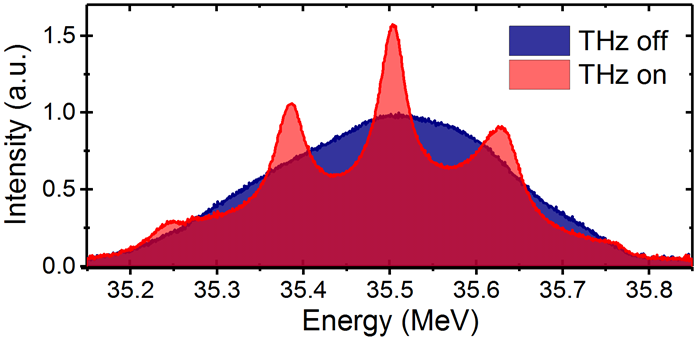 Intensity (a.u.)
1.5
1.0
0.5
0.0
THz off
THz on
35.2 35.3 35.4 35.5 35.6 35.7 35.8
Energy (MeV)